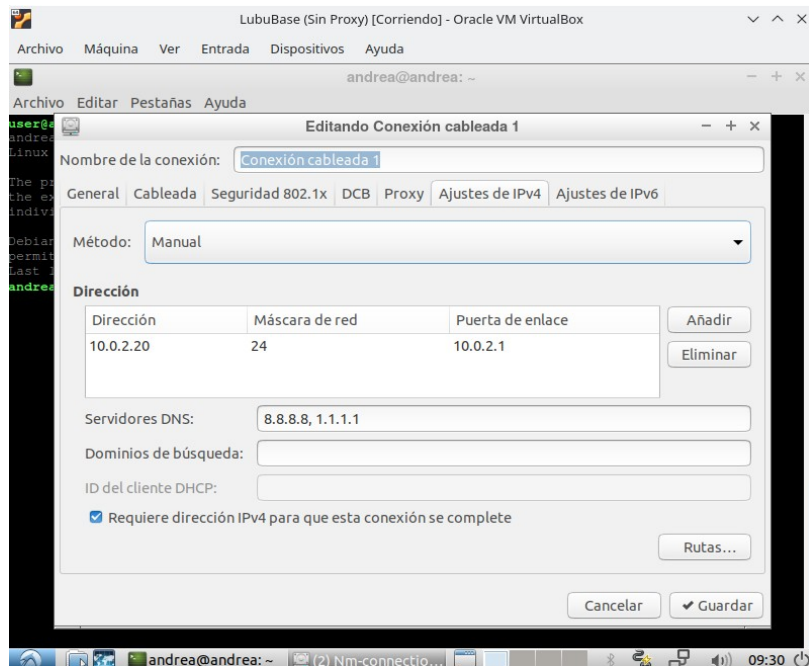 LubuBase (Sin Proxy) [Corriendo] - Oracle VM VirtualBox
Archivo Máquina Ver Entrada Dispositivos Ayuda
andrea@andrea: ~
Archivo Editar Pestañas Ayuda
Editando Conexión cableada 1
Nombre de la conexión: Conexión cableada 1
General Cableada Seguridad 802.1x DCB Proxy Ajustes de IPv4 Ajustes de IPv6
Método: Manual
Dirección
Dirección Máscara de red Puerta de enlace Añadir
10.0.2.20 24 10.0.2.1
Eliminar
Servidores DNS: 8.8.8.8, 1.1.1.1
Dominios de búsqueda:
ID del cliente DHCP:
Requiere dirección IPv4 para que esta conexión se complete
Rutas...
Cancelar Guardar
andrea@andrea: ~ (2) Nm-connectio... 09:30